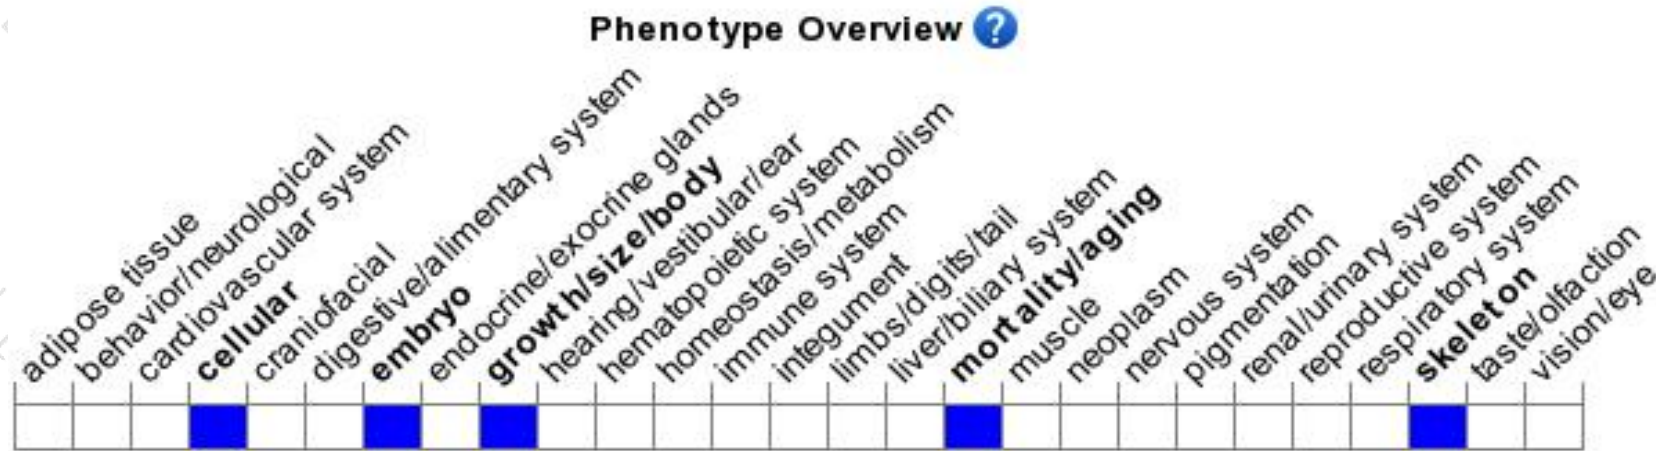 Phenotype Overview ?
adipose tissue
behavior/neurological
cardiovascular system
cellular
craniofacial
digestive/alimentary system
embryo
endocrine/exocrine glands
growth/size/body
hearing/vestibular/ear
hematopoietic system
homeostasis/metabolism
immune system
integument
limbs/digits/tail
liver/biliary system
mortality/aging
muscle
neoplasm
nervous system
pigmentation
renal/urinary system
reproductive system
respiratory system
skeleton
taste/olfaction
vision/eye